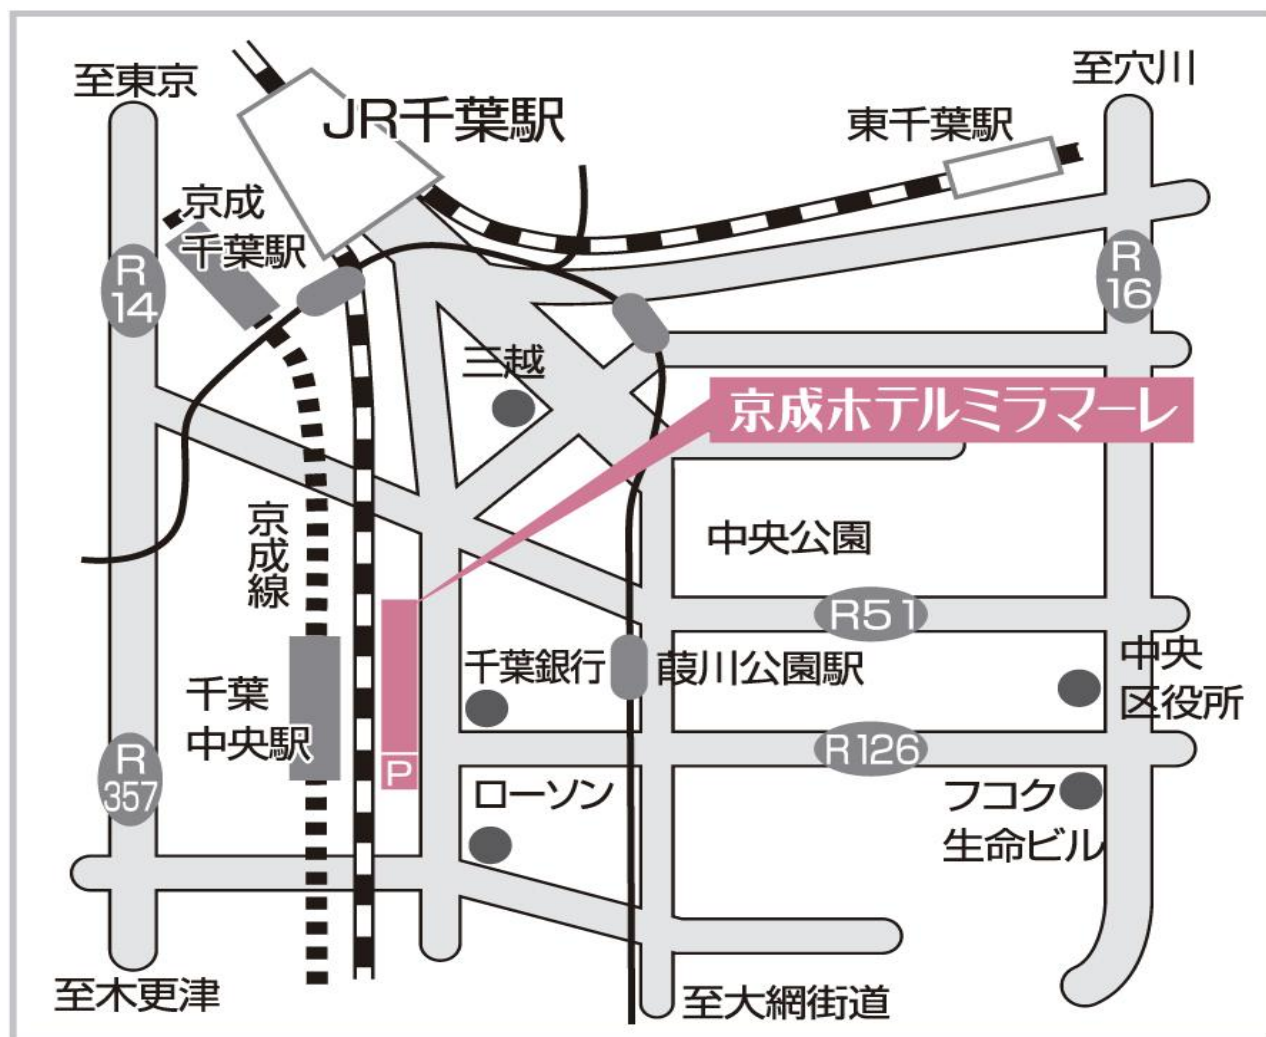 至東京
JR千葉駅
至穴川
東千葉駅
京成
千葉駅
R
14
R
16
三越
京成ホテルミラマーレ
京成線
中央公園
R51
千葉銀行
葭川公園駅
中央
区役所
千葉
中央駅
R126
P
R
357
ローソン
フコク
生命ビル
至木更津
至大網街道